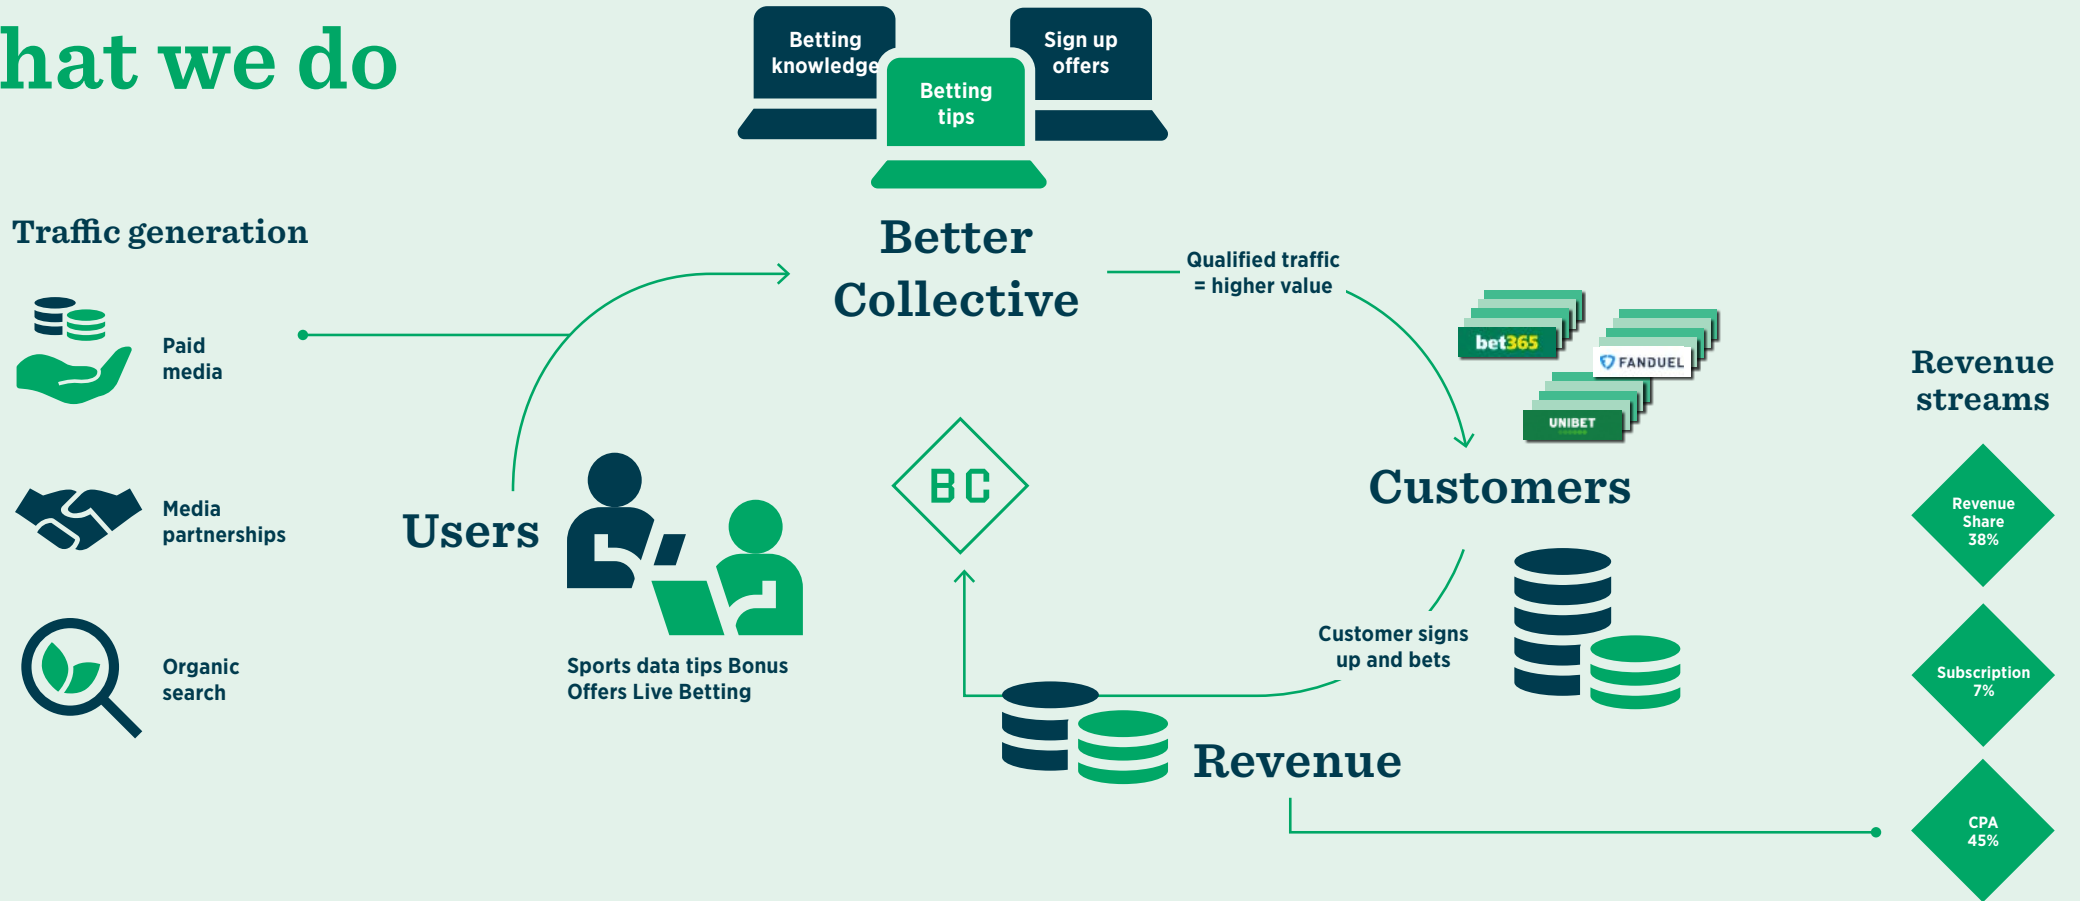 hat we do
Betting
knowledge
Betting
tips
Sign up
offers
Traffic generation
Paid
media
Media
partnerships
Organic
search
Users
Sports data tips Bonus
Offers Live Betting
Better
Collective
BC
Qualified traffic
= higher value
bet365
FANDUEL
UNIBET
Customers
Customer signs
up and bets
Revenue
Revenue
streams
Revenue
Share
38%
Subscription
7%
CPA
45%